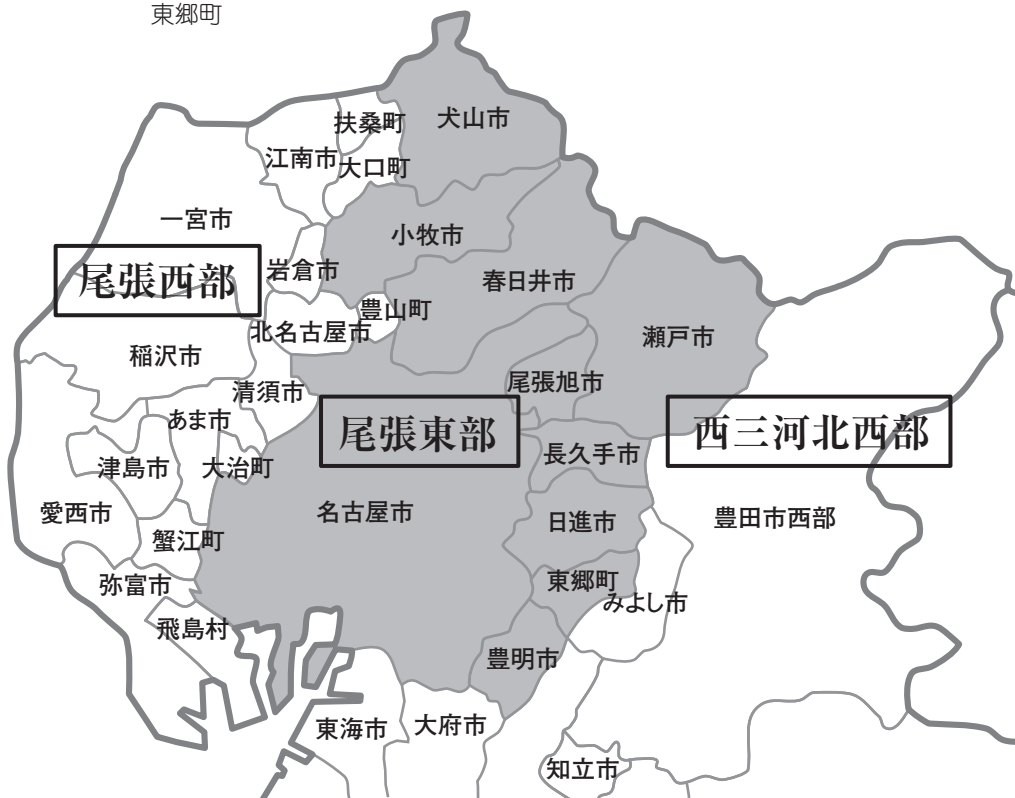 東郷町
扶桑町
犬山市
江南市
大口町
一宮市
小牧市
尾張西部
岩倉市
春日井市
豊山町
北名古屋市
瀬戸市
稲沢市
尾張旭市
清須市
あま市
尾張東部
西三河北西部
長久手市
津島市
大治町
愛西市
名古屋市
日進市
豊田市西部
蟹江町
弥富市
東郷町
みよし市
飛島村
豊明市
東海市
大府市
知立市